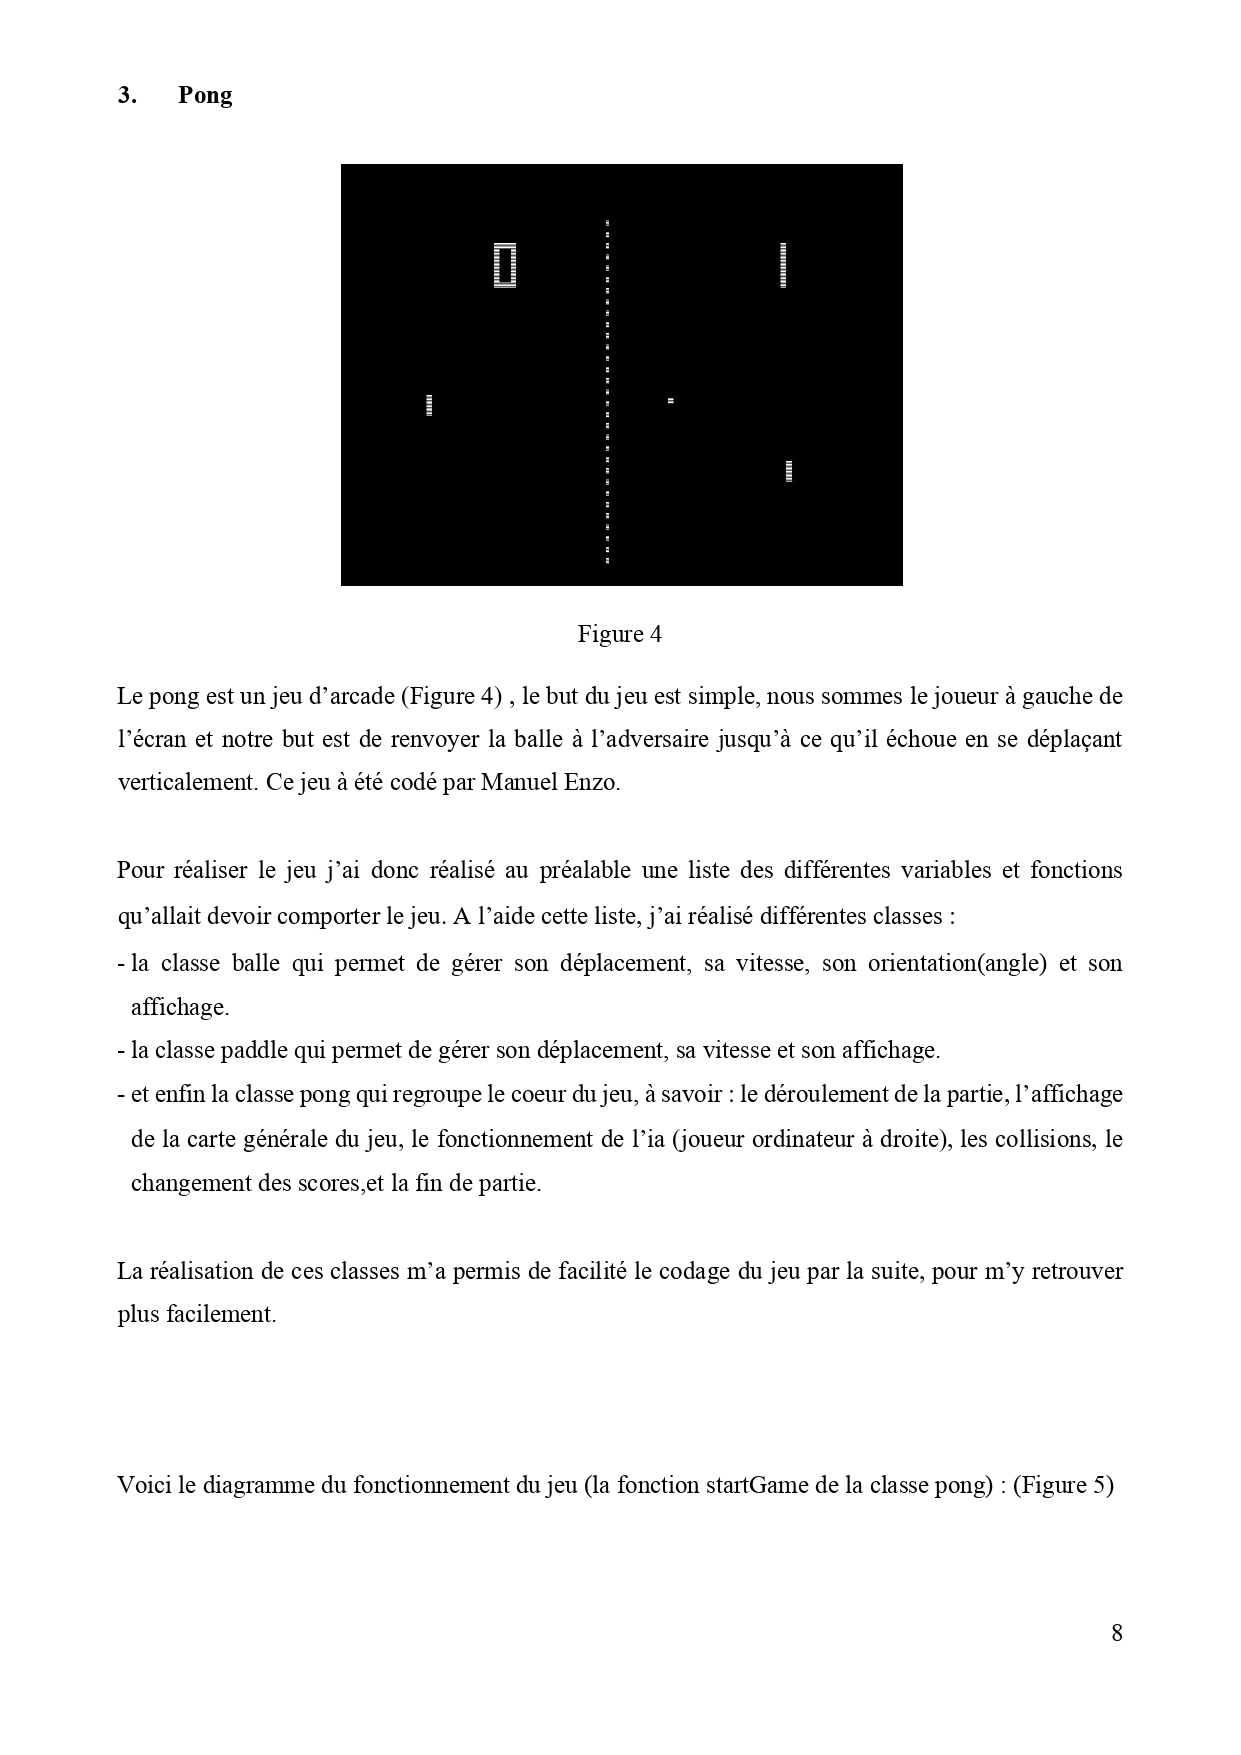 3. Pong
0 1
Figure 4
Le pong est un jeu d’arcade (Figure 4) , le but du jeu est simple, nous sommes le joueur à gauche de
l’écran et notre but est de renvoyer la balle à l’adversaire jusqu’à ce qu’il échoue en se déplaçant
verticalement. Ce jeu à été codé par Manuel Enzo.
Pour réaliser le jeu j’ai donc réalisé au préalable une liste des différentes variables et fonctions
qu’allait devoir comporter le jeu. A l’aide cette liste, j’ai réalisé différentes classes :
- la classe balle qui permet de gérer son déplacement, sa vitesse, son orientation(angle) et son
affichage.
- la classe paddle qui permet de gérer son déplacement, sa vitesse et son affichage.
- et enfin la classe pong qui regroupe le coeur du jeu, à savoir : le déroulement de la partie, l’affichage
de la carte générale du jeu, le fonctionnement de l’ia (joueur ordinateur à droite), les collisions, le
changement des scores,et la fin de partie.
La réalisation de ces classes m’a permis de facilité le codage du jeu par la suite, pour m’y retrouver
plus facilement.
Voici le diagramme du fonctionnement du jeu (la fonction startGame de la classe pong) : (Figure 5)
8